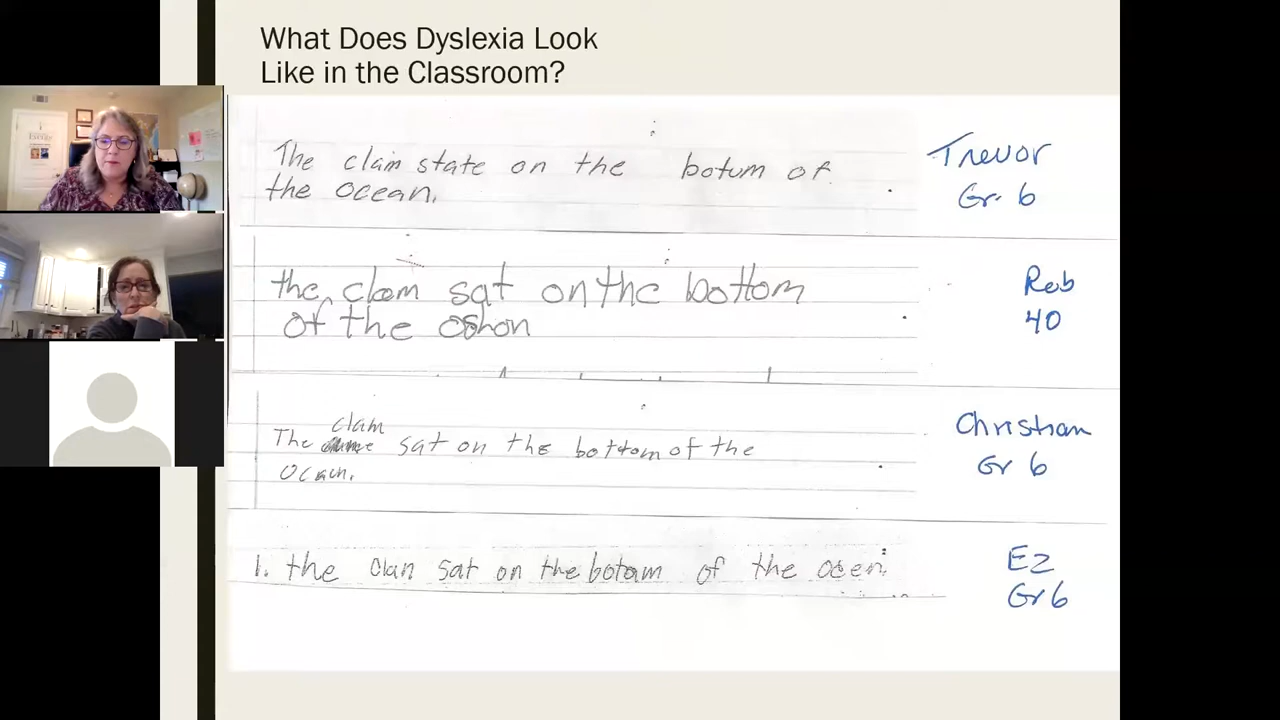 What Does Dyslexia Look
Like in the Classroom?
The clam state on the botum of
the ocean.
Trevor
Gr. 6
the clam sat on the bottom
of the oshon
Rob
40
clam
The sat on the bottom of the
Ocean.
Christian
Gr 6
1. the clan sat on the botam of the ocen.
Ez
Gr 6